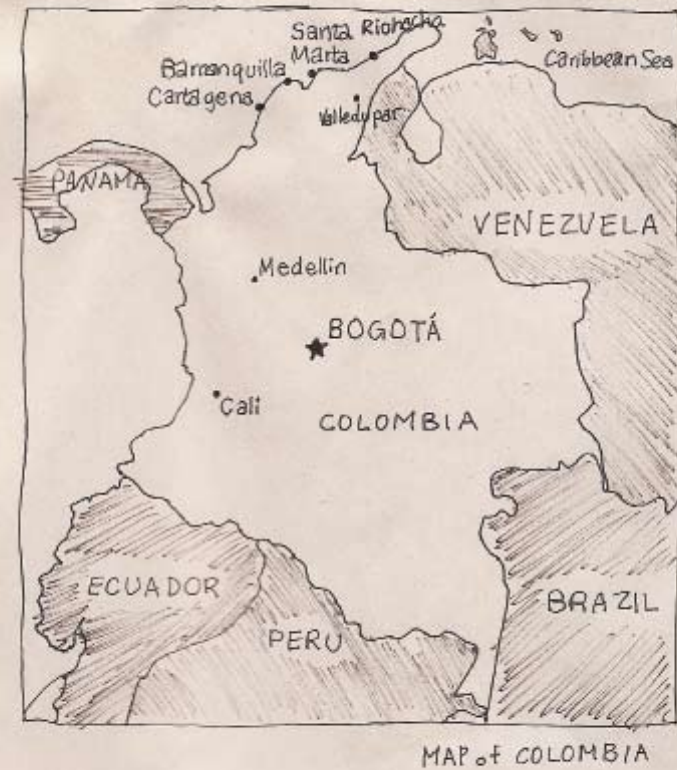 Santa Riohacha
Marta
Caribbean Sea
Barranquilla
Cartagena
Valledupar
PANAMA
VENEZUELA
Medellin
BOGOTÁ
Cali
COLOMBIA
ECUADOR
BRAZIL
PERU
MAP of COLOMBIA